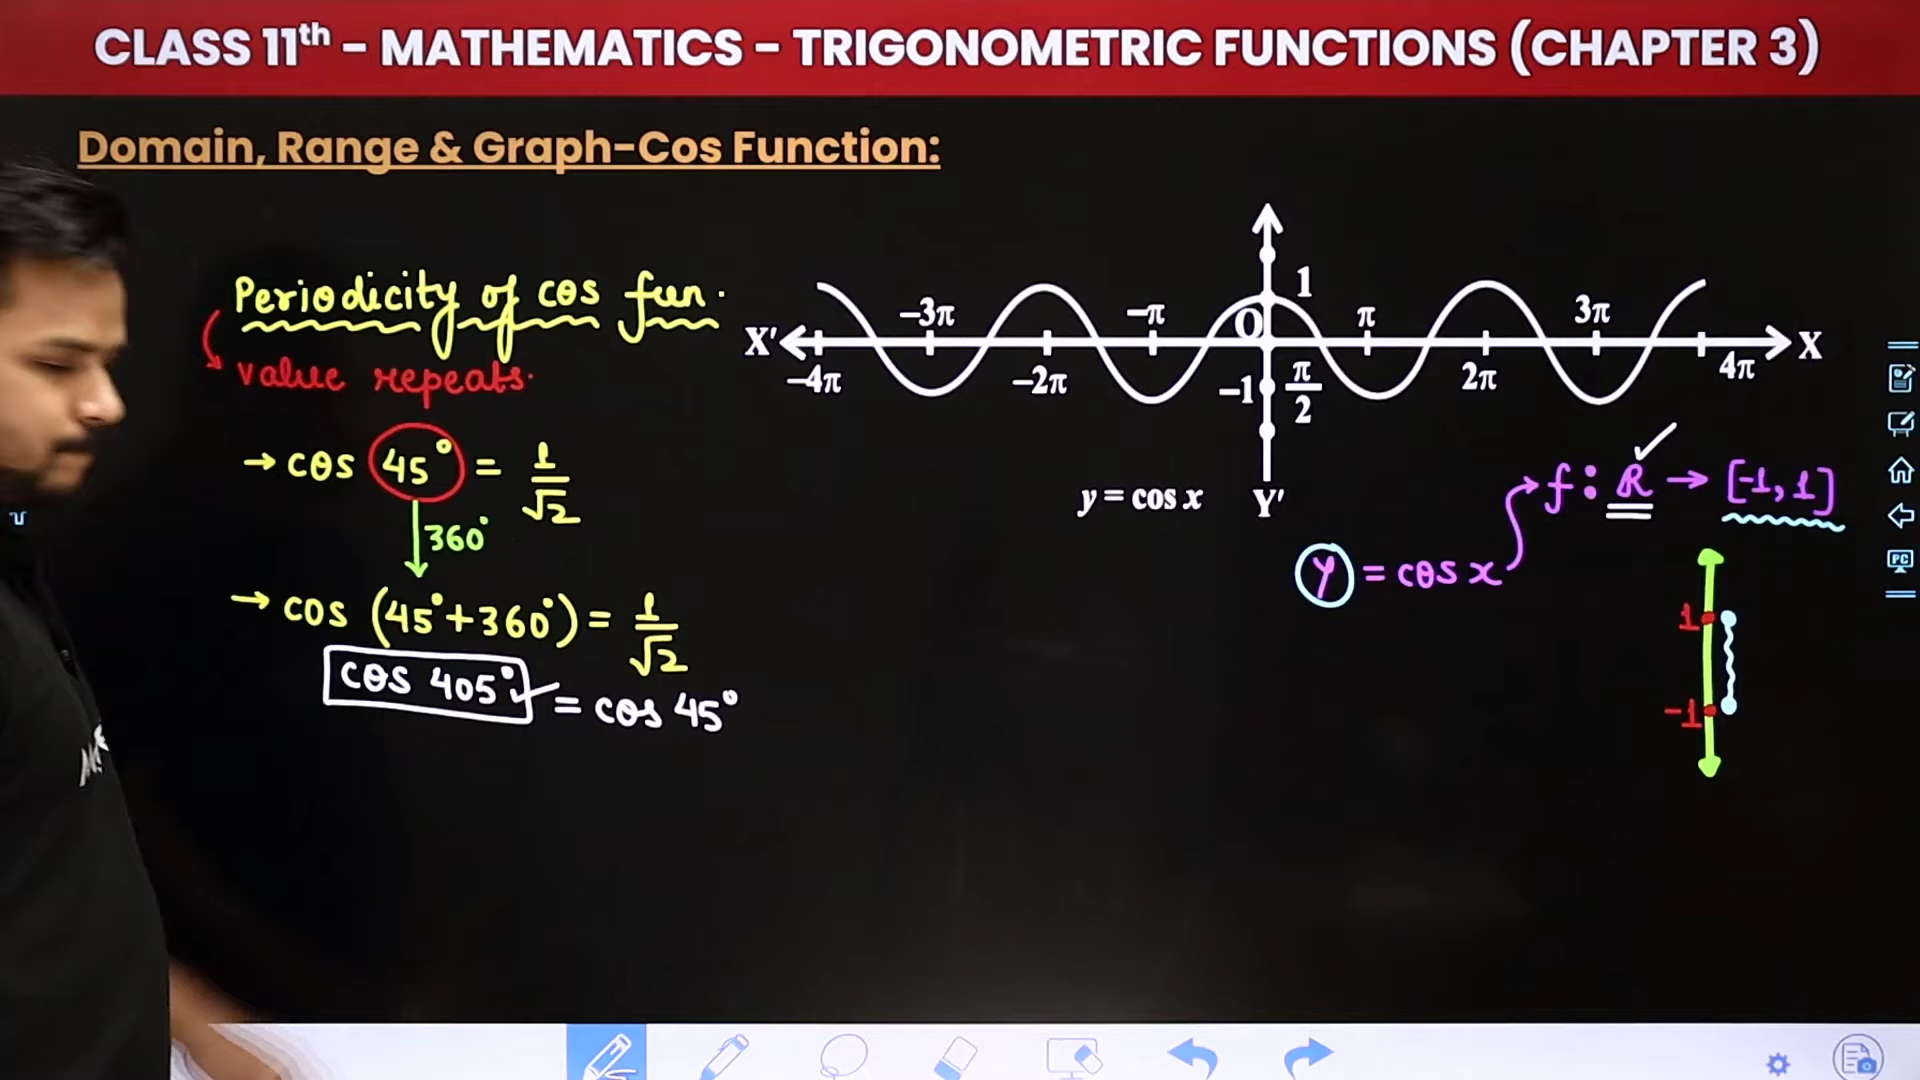 CLASS 11th - MATHEMATICS - TRIGONOMETRIC FUNCTIONS (CHAPTER 3)
Domain, Range & Graph-Cos Function:
Periodicity of cos fun.
value repeats.
→ cos 45° = 1/√2
360°
→ cos (45°+360°) = 1/√2
cos 405° = cos 45°
1
-3π -π O π 3π
X' X
-4π -2π -1 π/2 2π 4π
y = cos x Y'
f : R → [-1, 1]
y = cos x
1
-1
PC